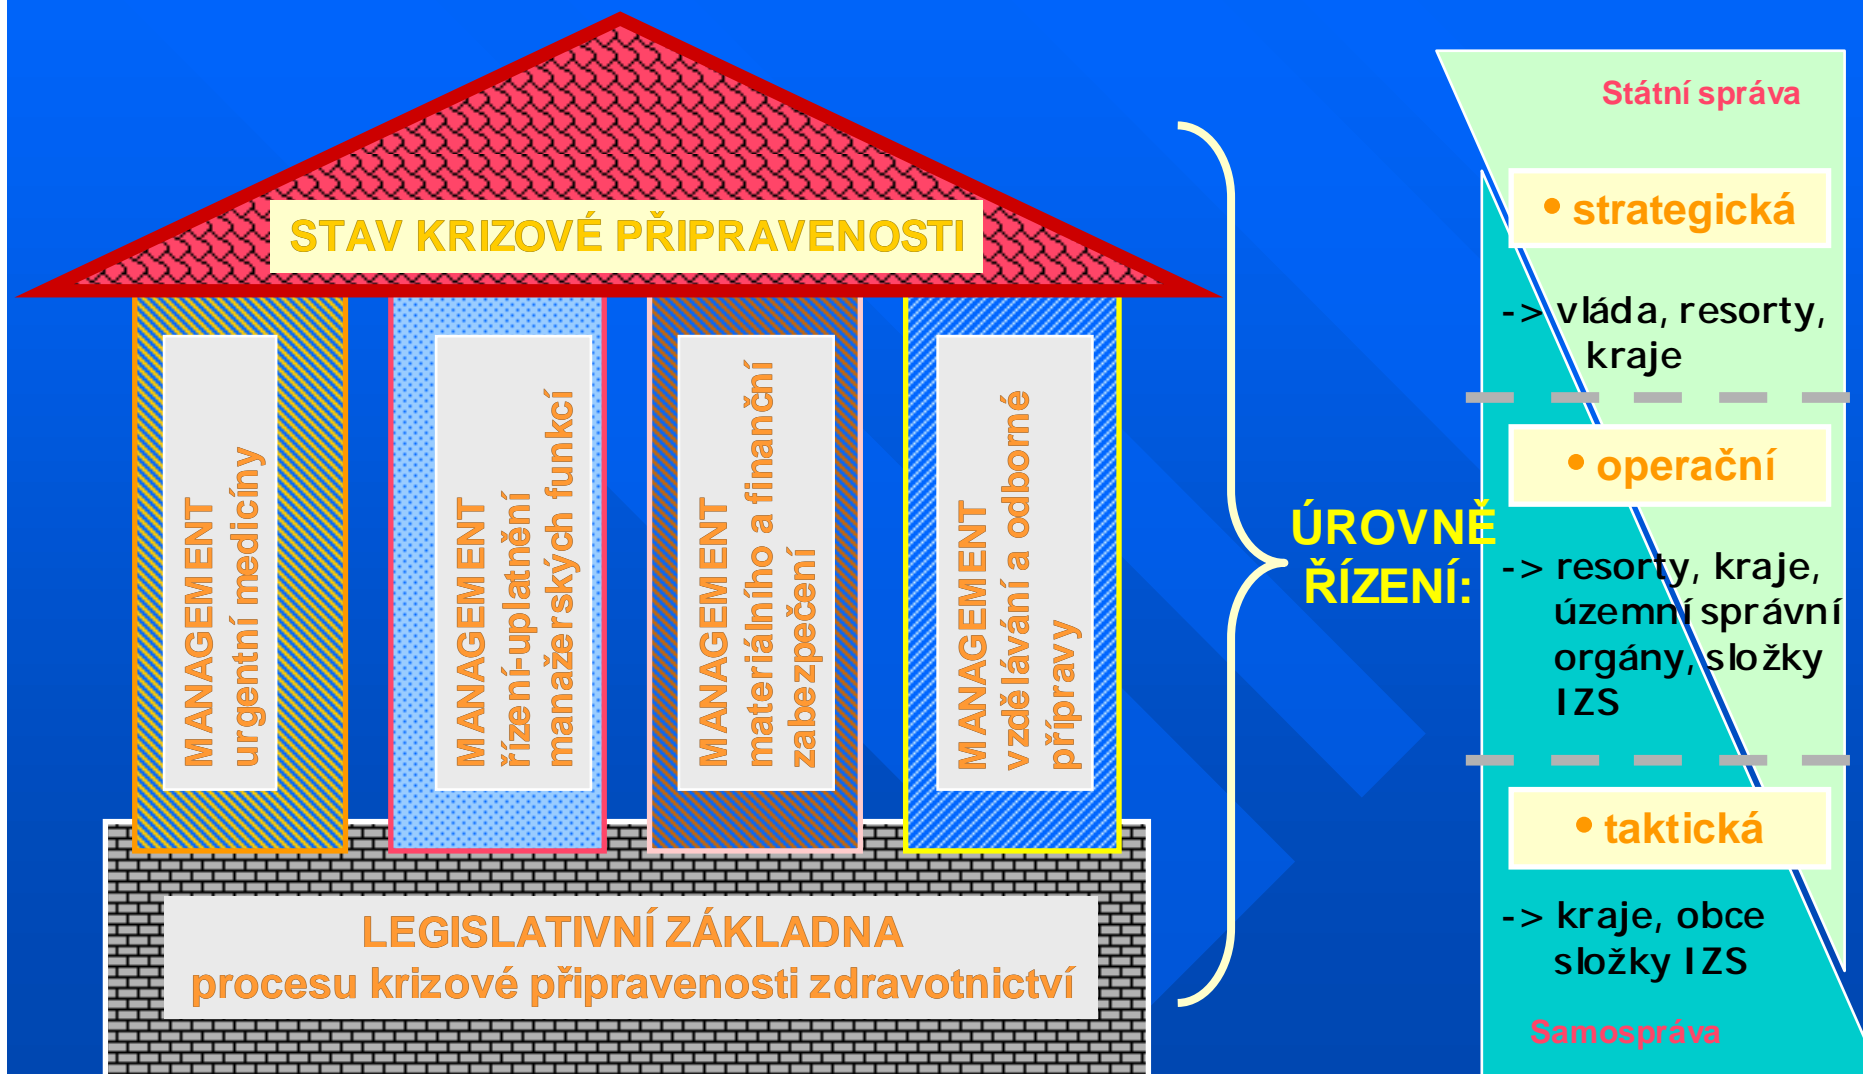 STAV KRIZOVÉ PŘIPRAVENOSTI
MANAGEMENT
urgentní medicíny
MANAGEMENT
řízení-uplatnění
manažerských funkcí
MANAGEMENT
materiálního a finanční
zabezpečení
MANAGEMENT
vzdělávání a odborné
přípravy
LEGISLATIVNÍ ZÁKLADNA
procesu krizové připravenosti zdravotnictví
ÚROVNĚ
ŘÍZENÍ:
Státní správa
• strategická
-> vláda, resorty,
kraje
• operační
-> resorty, kraje,
územní správní
orgány, složky
IZS
• taktická
-> kraje, obce
složky IZS
Samospráva